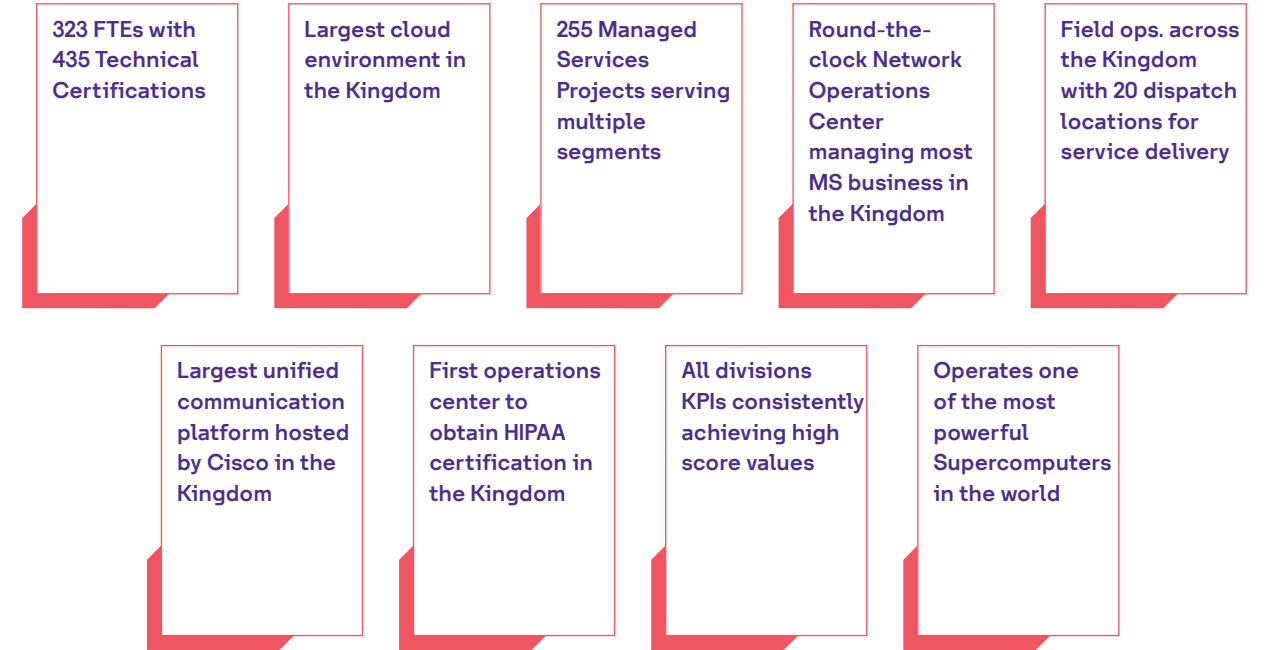 323 FTEs with
435 Technical
Certifications
Largest cloud
environment in
the Kingdom
255 Managed
Services
Projects serving
multiple
segments
Round-the-
clock Network
Operations
Center
managing most
MS business in
the Kingdom
Field ops. across
the Kingdom
with 20 dispatch
locations for
service delivery
Largest unified
communication
platform hosted
by Cisco in the
Kingdom
First operations
center to
obtain HIPAA
certification in
the Kingdom
All divisions
KPIs consistently
achieving high
score values
Operates one
of the most
powerful
Supercomputers
in the world